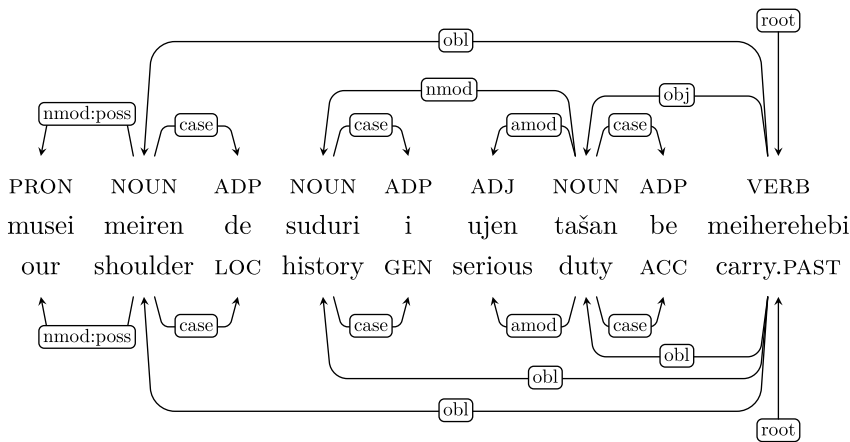 root
obl
nmod
obj
nmod:poss case case amod case
PRON NOUN ADP NOUN ADP ADJ NOUN ADP VERB
musei meiren de suduri i ujen tašan be meiherehebi
our shoulder LOC history GEN serious duty ACC carry.PAST
nmod:poss case case amod case
obl
obl
obl
root